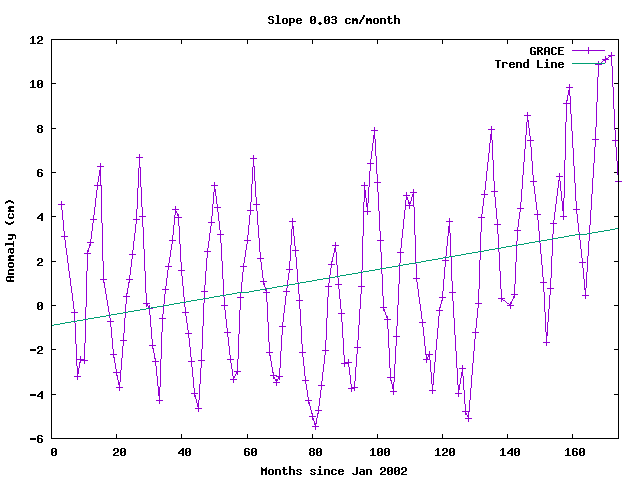 Slope 0.03 cm/month
12
10
8
6
4
2
0
-2
-4
-6
Anomaly (cm)
GRACE
Trend Line
0 20 40 60 80 100 120 140 160
Months since Jan 2002